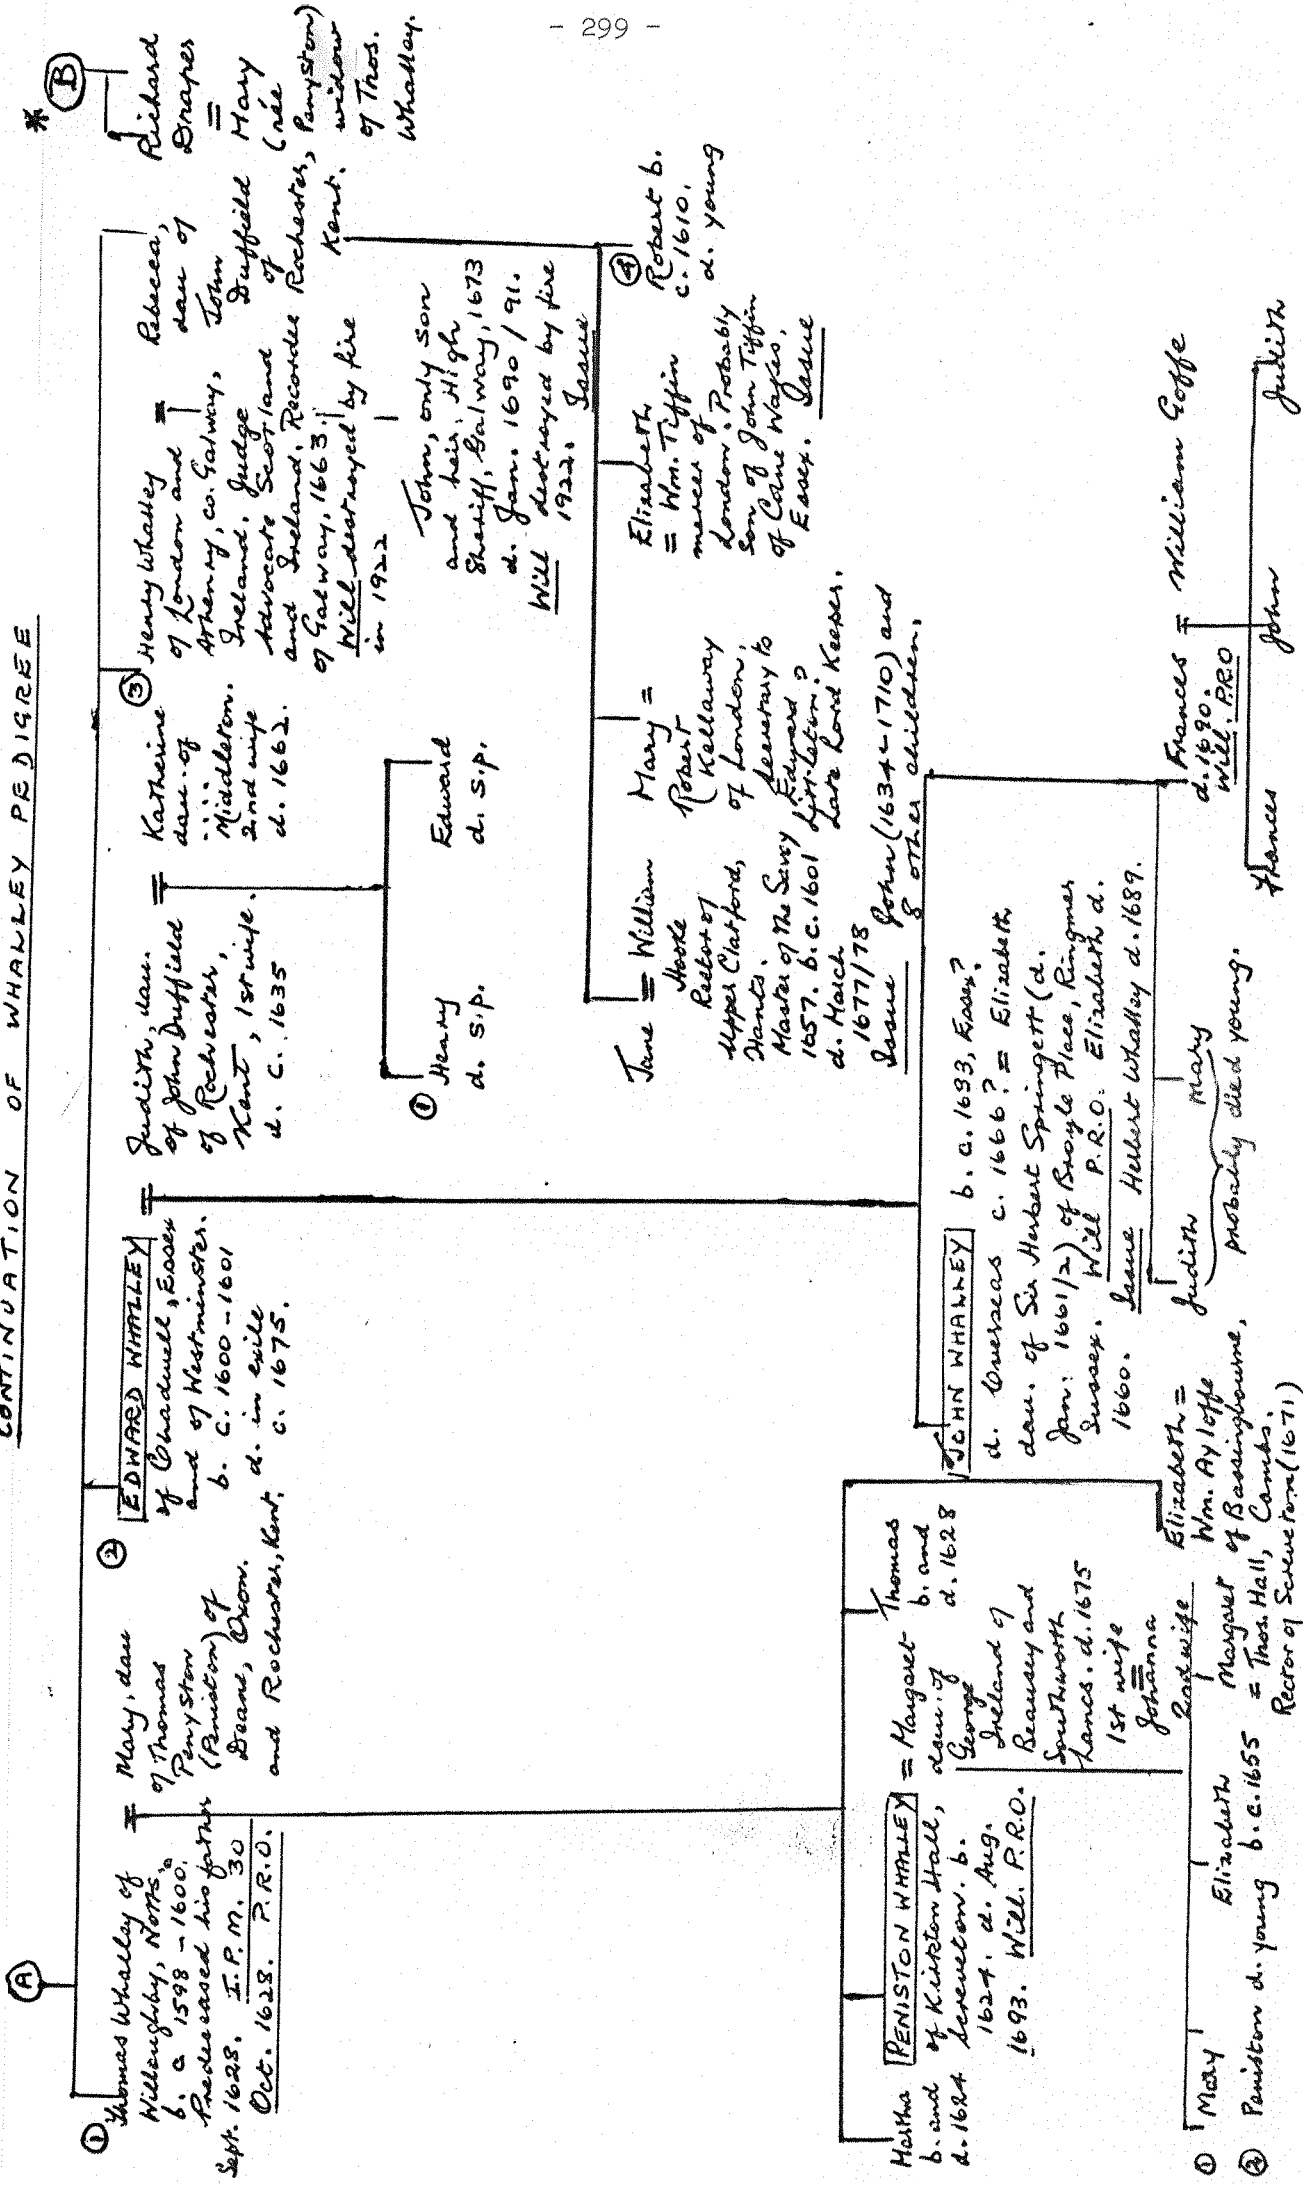 - 299 -
CONTINUATION OF WHALLEY PEDIGREE
A
* B
①
Thomas Whalley of
Willoughby, Notts,
b. c 1598 - 1600.
Predeceased his father
Sept. 1628. I.P.M. 30
Oct. 1628. P.R.O.
=
Mary, dau
of Thomas
Penyston
(Peniston) of
Deane, Oxon.
and Rochester, Kent.
②
EDWARD WHALLEY
of Chadwell, Essex
and of Westminster.
b. c. 1600 - 1601
d. in exile
c. 1675.
=
Judith, dau.
of John Duffield
of Rochester,
Kent, 1st wife.
d. c. 1635
=
Katherine
dau. of
.... Middleton.
2nd wife
d. 1662.
③
Henry Whalley
of London and
Athenry, co. Galway,
Ireland. Judge
Advocate Scotland
and Ireland. Recorder
of Galway, 1663.
Will destroyed by fire
in 1922
=
Rebecca,
dau of
John
Duffield
of
Rochester,
Kent.
Richard
Draper
=
Mary
(née
Penyston)
widow
of Thos.
Whalley.
John, only son
and heir. High
Sheriff, Galway, 1673
d. Jan. 1690/91.
Will destroyed by fire
1922. Issue
① Henry
d. s.p.
Edward
d. s.p.
Jane = William
Hooke
Rector of
Upper Clatford,
Hants.
Master of the Savoy
1657. b. c. 1601
d. March
1677/78
Issue
Mary =
Robert
Kellaway
of London,
secretary to
Edward
Littleton?
Late Lord Keeper.
Elizabeth
= Wm. Tiffin
mercer of
London. Probably
son of John Tiffin
of Colne Wakes,
Essex. Issue
④
Robert b.
c. 1610.
d. young
John (1634-1710) and
8 other children.
Martha
b. and
d. 1624
PENISTON WHALLEY
of Kirkton Hall,
Screveton. b.
1624. d. Aug.
1693. Will. P.R.O.
= Margaret
dau. of
George
Ireland of
Beausey and
Southworth
Lancs. d. 1675
1st wife
=
Johanna
2nd wife
Thomas
b. and
d. 1628
Elizabeth =
Wm. Ayloffe
of Bassingbourne,
Cambs.
JOHN WHALLEY b. c. 1633, Essex?
d. Overseas c. 1666? = Elizabeth
dau. of Sir Herbert Springett (d.
Jan: 1661/2) of Broyle Place, Ringmer
Sussex. Will P.R.O. Elizabeth d.
1660. Issue Herbert Whalley d. 1689.
Judith Mary
probably died young.
Frances = William Goffe
d. 1690.
Will. P.R.O
Frances John Judith
① Mary
Elizabeth
Margaret
= Thos. Hall,
Rector of Screveton (1671)
② Peniston d. young b. c. 1655